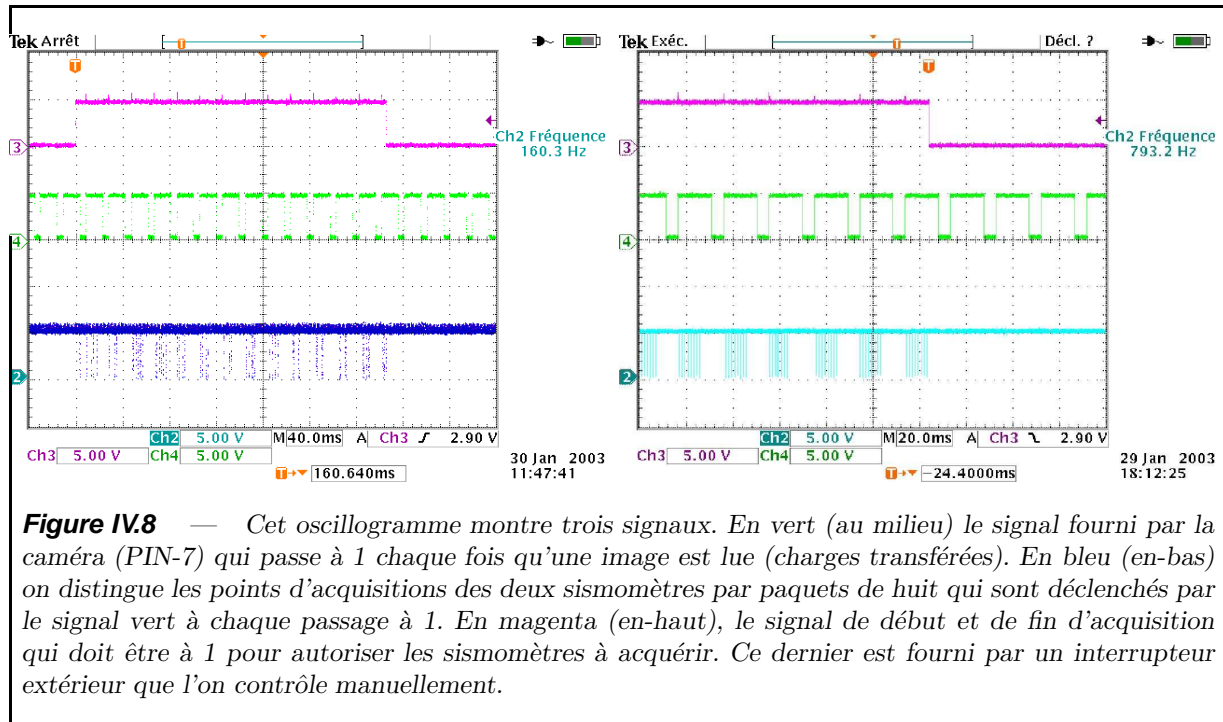 Tek Arrêt
T
T
3
Ch2 Fréquence
160.3 Hz
4
2
Ch2 5.00 V M 40.0ms A Ch3 2.90 V
Ch3 5.00 V Ch4 5.00 V
T 160.640ms
30 Jan 2003
11:47:41
Tek Exéc. Décl. ?
T
T
3
Ch2 Fréquence
793.2 Hz
4
2
Ch2 5.00 V M 20.0ms A Ch3 2.90 V
Ch3 5.00 V Ch4 5.00 V
T −24.4000ms
29 Jan 2003
18:12:25
Figure IV.8 — Cet oscillogramme montre trois signaux. En vert (au milieu) le signal fourni par la
caméra (PIN-7) qui passe à 1 chaque fois qu'une image est lue (charges transférées). En bleu (en-bas)
on distingue les points d'acquisitions des deux sismomètres par paquets de huit qui sont déclenchés par
le signal vert à chaque passage à 1. En magenta (en-haut), le signal de début et de fin d'acquisition
qui doit être à 1 pour autoriser les sismomètres à acquérir. Ce dernier est fourni par un interrupteur
extérieur que l'on contrôle manuellement.